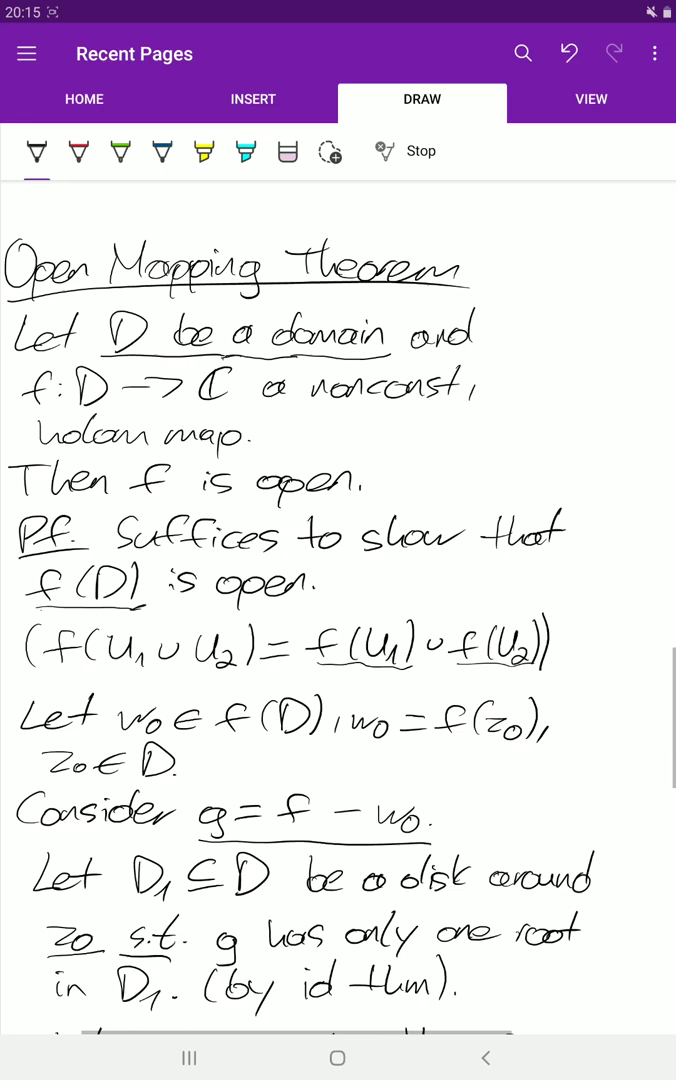 20:15
Recent Pages
HOME INSERT DRAW VIEW
Stop
Open Mapping Theorem
Let D be a domain and
f: D → ℂ a nonconst,
holom map.
Then f is open.
Pf. Suffices to show that
f(D) is open.
(f(U₁ ∪ U₂) = f(U₁) ∪ f(U₂))
Let w₀ ∈ f(D), w₀ = f(z₀),
z₀ ∈ D.
Consider g = f - w₀.
Let D₁ ⊆ D be a disk around
z₀ s.t. g has only one root
in D₁. (by id thm).